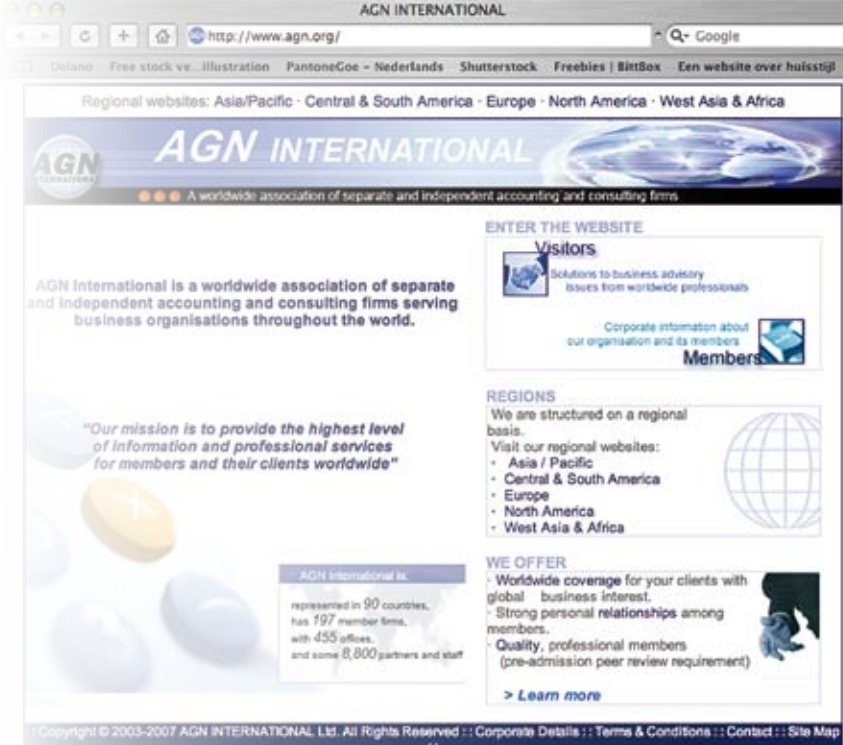 AGN INTERNATIONAL
http://www.agn.org/
Google
Delano Free stock ve...illustration PantoneGoe - Nederlands Shutterstock Freebies | BittBox Een website over huisstijl
Regional websites: Asia/Pacific · Central & South America · Europe · North America · West Asia & Africa
AGN INTERNATIONAL
AGN
INTERNATIONAL
A worldwide association of separate and independent accounting and consulting firms
AGN International is a worldwide association of separate
and independent accounting and consulting firms serving
business organisations throughout the world.
"Our mission is to provide the highest level
of information and professional services
for members and their clients worldwide"
AGN International is:
represented in 90 countries,
has 197 member firms,
with 455 offices,
and some 8,800 partners and staff
ENTER THE WEBSITE
Visitors
Solutions to business advisory
issues from worldwide professionals
Corporate information about
our organisation and its members
Members
REGIONS
We are structured on a regional
basis.
Visit our regional websites:
· Asia / Pacific
· Central & South America
· Europe
· North America
· West Asia & Africa
WE OFFER
· Worldwide coverage for your clients with
global business interest.
· Strong personal relationships among
members.
· Quality, professional members
(pre-admission peer review requirement)
> Learn more
:: Copyright © 2003-2007 AGN INTERNATIONAL Ltd. All Rights Reserved :: Corporate Details :: Terms & Conditions :: Contact :: Site Map